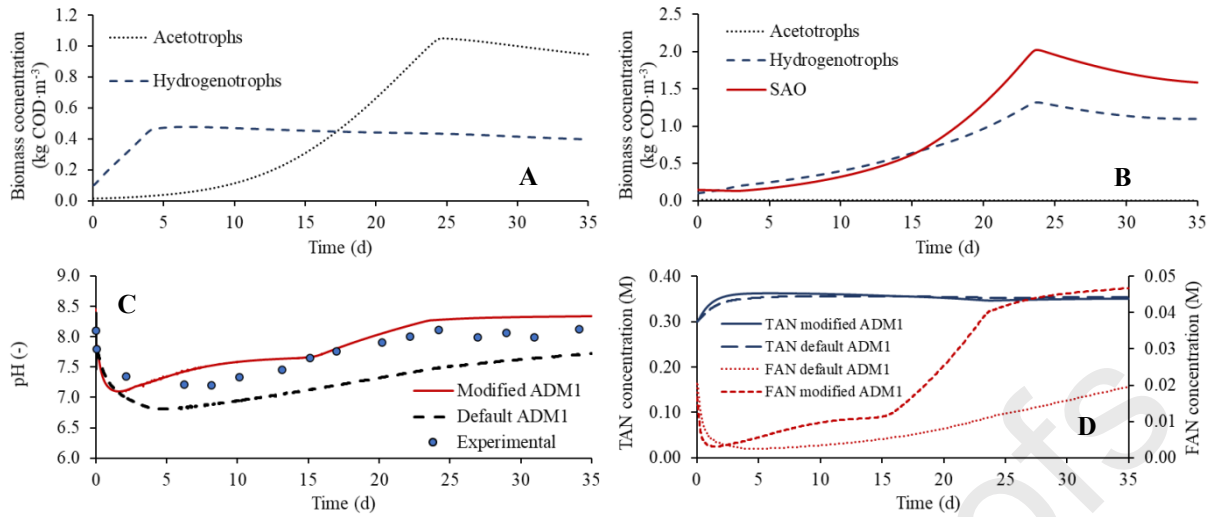 Biomass cocnentration
(kg COD·m⁻³)
1.2
1.0
0.8
0.6
0.4
0.2
0.0
Acetotrophs
Hydrogenotrophs
A
0 5 10 15 20 25 30 35
Time (d)
Biomass cocnentration
(kg COD·m⁻³)
2.5
2.0
1.5
1.0
0.5
0.0
Acetotrophs
Hydrogenotrophs
SAO
B
0 5 10 15 20 25 30 35
Time (d)
pH (-)
9.0
8.5
8.0
7.5
7.0
6.5
6.0
C
Modified ADM1
Default ADM1
Experimental
0 5 10 15 20 25 30 35
Time (d)
TAN concentration (M)
0.40
0.30
0.20
0.10
0.00
TAN modified ADM1
TAN default ADM1
FAN default ADM1
FAN modified ADM1
D
0.05
0.04
0.03
0.02
0.01
0.00
FAN concentration (M)
0 5 10 15 20 25 30 35
Time (d)